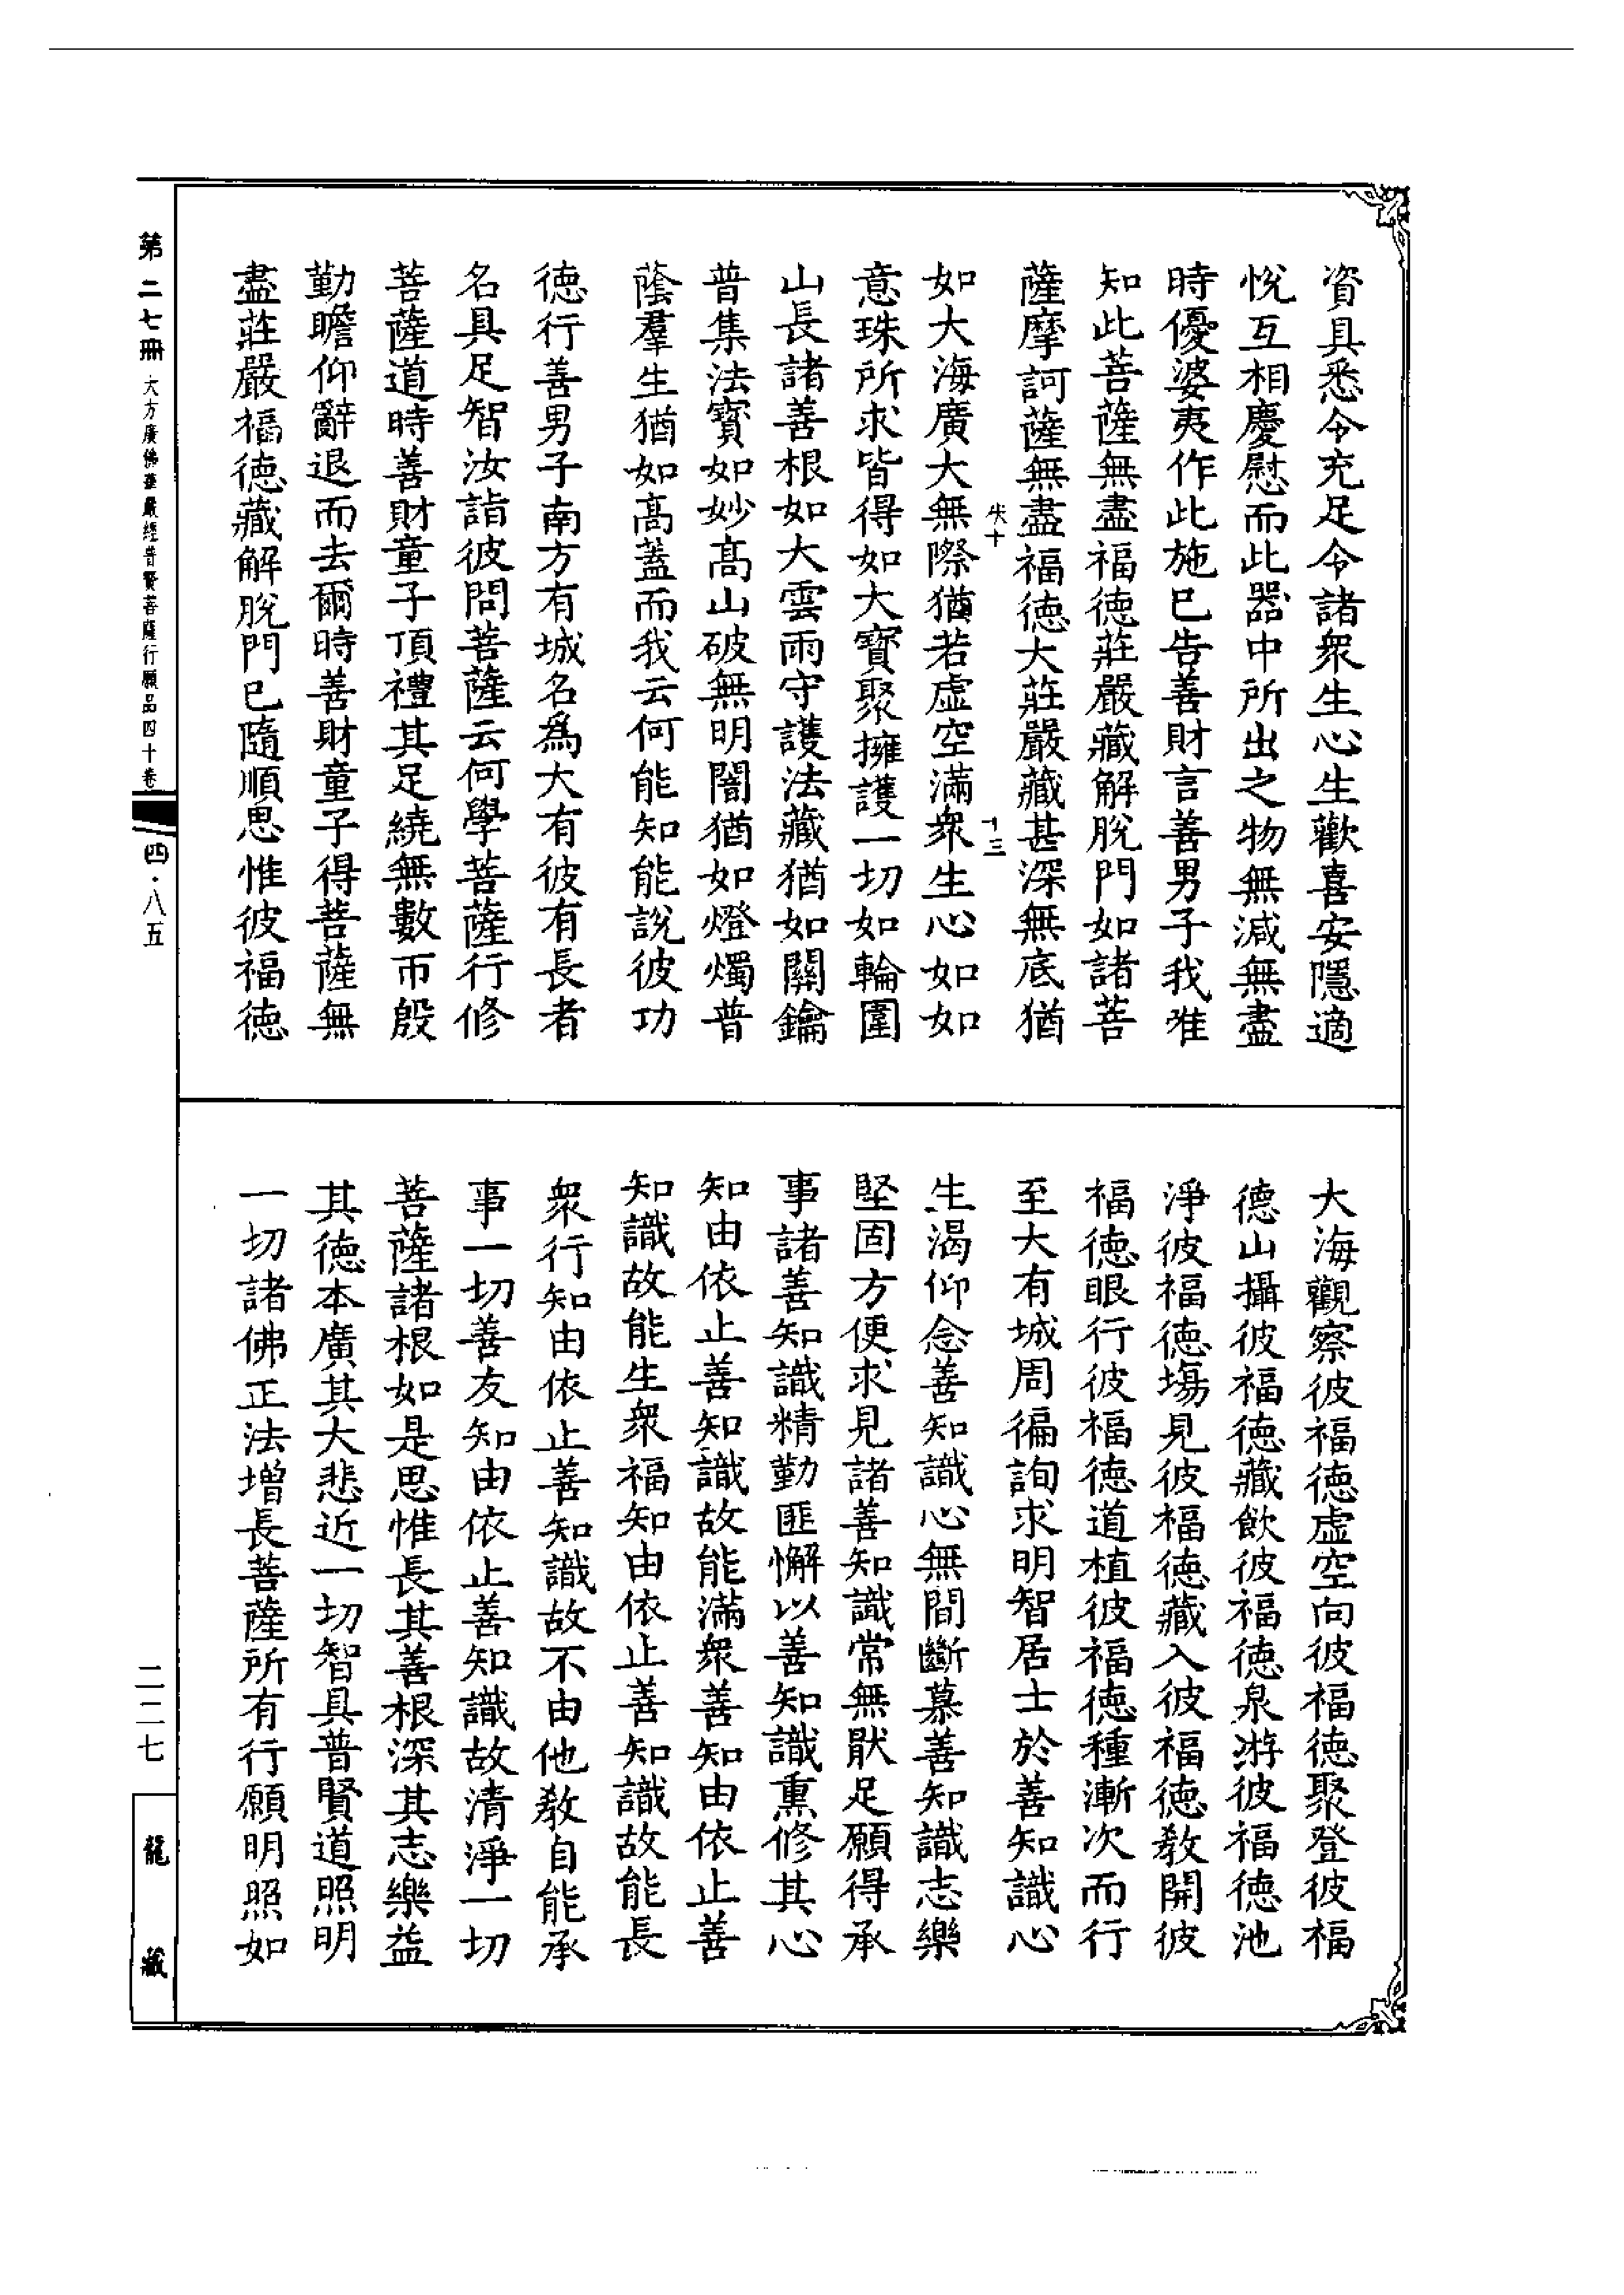 資具悉令充足令諸衆生心生歡喜安隱適
悅互相慶慰而此器中所出之物無減無盡
時優婆夷作此施已告善財言善男子我唯
知此菩薩無盡福德莊嚴藏解脫門如諸菩
薩摩訶薩無盡福德大莊嚴藏甚深無底猶
十三
如大海廣大無際猶若虛空滿衆生心如如
意珠所求皆得如大寶聚擁護一切如輪圍
山長諸善根如大雲雨守護法藏猶如關鑰
普集法寶如妙高山破無明闇猶如燈燭普
蔭羣生猶如高蓋而我云何能知能說彼功
德行善男子南方有城名爲大有彼有長者
名具足智汝詣彼問菩薩云何學菩薩行修
菩薩道時善財童子頂禮其足繞無數帀殷
勤瞻仰辭退而去爾時善財童子得菩薩無
盡莊嚴福德藏解脫門已隨順思惟彼福德
大海觀察彼福德虛空向彼福德聚登彼福
德山攝彼福德藏飲彼福德泉游彼福德池
淨彼福德場見彼福德藏入彼福德教開彼
福德眼行彼福德道植彼福德種漸次而行
至大有城周徧詢求明智居士於善知識心
生渴仰念善知識心無間斷慕善知識志樂
堅固方便求見諸善知識常無猒足願得承
事諸善知識精勤匪懈以善知識熏修其心
知由依止善知識故能滿衆善知由依止善
知識故能生衆福知由依止善知識故能長
衆行知由依止善知識故不由他教自能承
事一切善友知由依止善知識故清淨一切
菩薩諸根如是思惟長其善根深其志樂益
其德本廣其大悲近一切智具普賢道照明
一切諸佛正法增長菩薩所有行願明照如
第二七冊 大方廣佛華嚴經普賢菩薩行願品四十卷 四·八五
二二七
龍藏